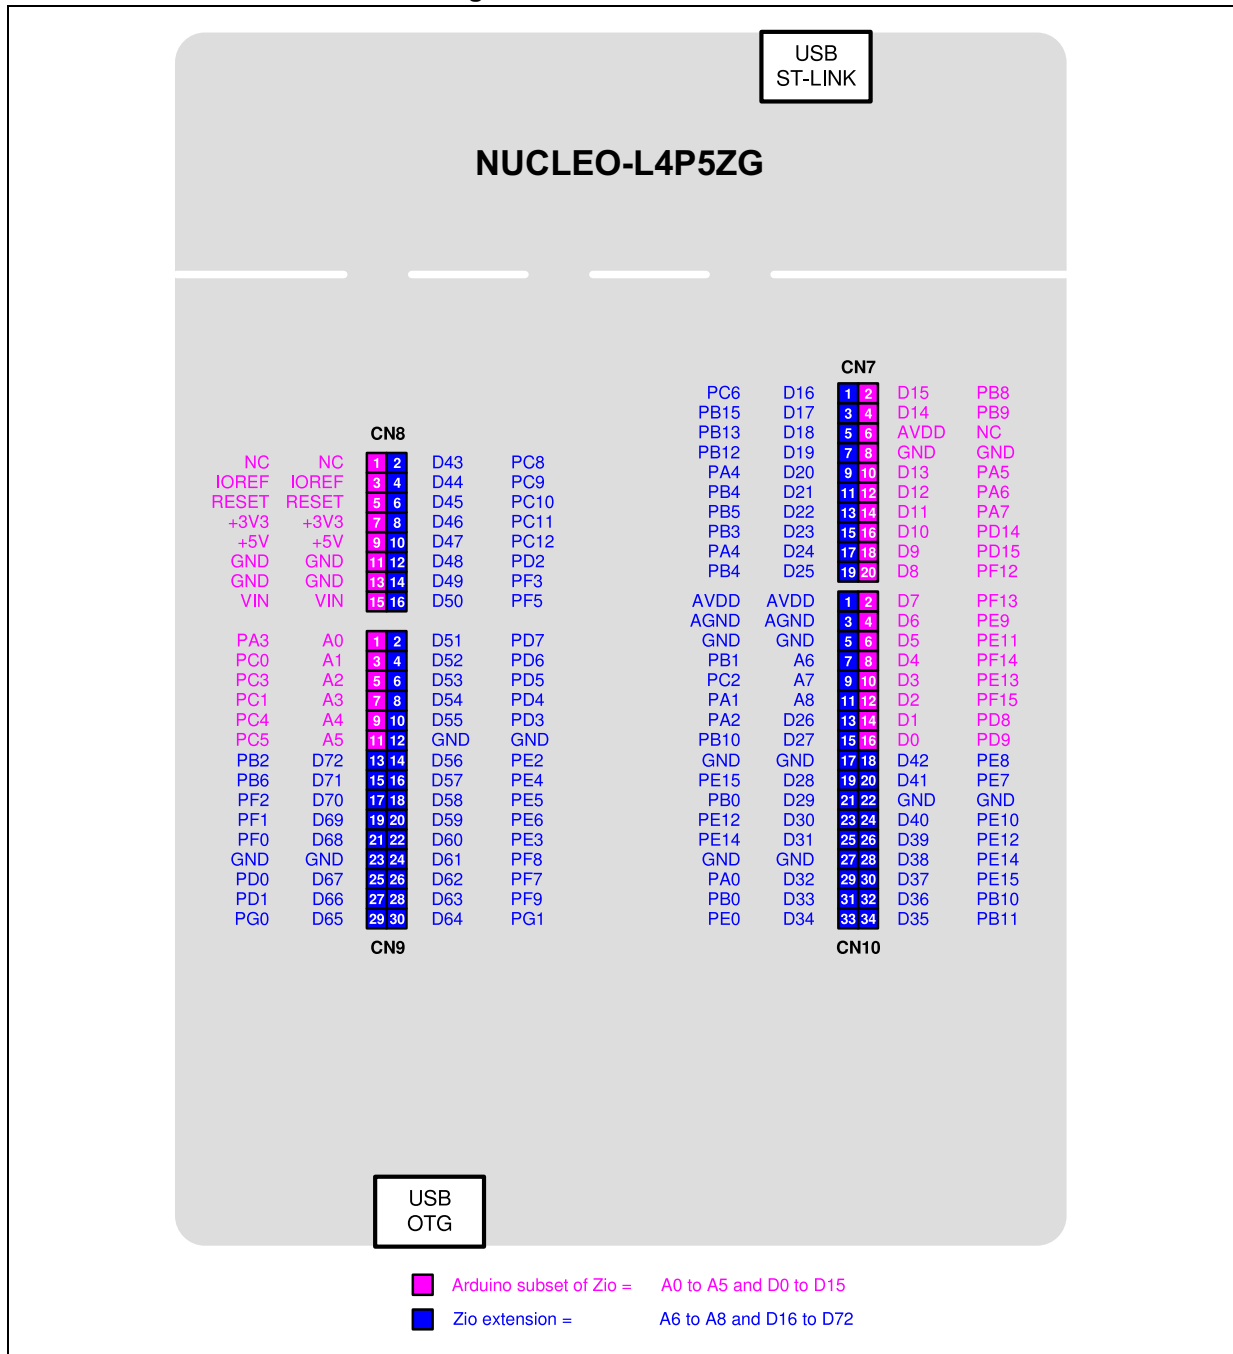 USB
ST-LINK
NUCLEO-L4P5ZG
CN7
PC6 D16 1 2 D15 PB8
PB15 D17 3 4 D14 PB9
PB13 D18 5 6 AVDD NC
PB12 D19 7 8 GND GND
PA4 D20 9 10 D13 PA5
PB4 D21 11 12 D12 PA6
PB5 D22 13 14 D11 PA7
PB3 D23 15 16 D10 PD14
PA4 D24 17 18 D9 PD15
PB4 D25 19 20 D8 PF12
CN8
NC NC 1 2 D43 PC8
IOREF IOREF 3 4 D44 PC9
RESET RESET 5 6 D45 PC10
+3V3 +3V3 7 8 D46 PC11
+5V +5V 9 10 D47 PC12
GND GND 11 12 D48 PD2
GND GND 13 14 D49 PF3
VIN VIN 15 16 D50 PF5
PA3 A0 1 2 D51 PD7
PC0 A1 3 4 D52 PD6
PC3 A2 5 6 D53 PD5
PC1 A3 7 8 D54 PD4
PC4 A4 9 10 D55 PD3
PC5 A5 11 12 GND GND
PB2 D72 13 14 D56 PE2
PB6 D71 15 16 D57 PE4
PF2 D70 17 18 D58 PE5
PF1 D69 19 20 D59 PE6
PF0 D68 21 22 D60 PE3
GND GND 23 24 D61 PF8
PD0 D67 25 26 D62 PF7
PD1 D66 27 28 D63 PF9
PG0 D65 29 30 D64 PG1
CN9
AVDD AVDD 1 2 D7 PF13
AGND AGND 3 4 D6 PE9
GND GND 5 6 D5 PE11
PB1 A6 7 8 D4 PF14
PC2 A7 9 10 D3 PE13
PA1 A8 11 12 D2 PF15
PA2 D26 13 14 D1 PD8
PB10 D27 15 16 D0 PD9
GND GND 17 18 D42 PE8
PE15 D28 19 20 D41 PE7
PB0 D29 21 22 GND GND
PE12 D30 23 24 D40 PE10
PE14 D31 25 26 D39 PE12
GND GND 27 28 D38 PE14
PA0 D32 29 30 D37 PE15
PB0 D33 31 32 D36 PB10
PE0 D34 33 34 D35 PB11
CN10
USB
OTG
Arduino subset of Zio = A0 to A5 and D0 to D15
Zio extension = A6 to A8 and D16 to D72